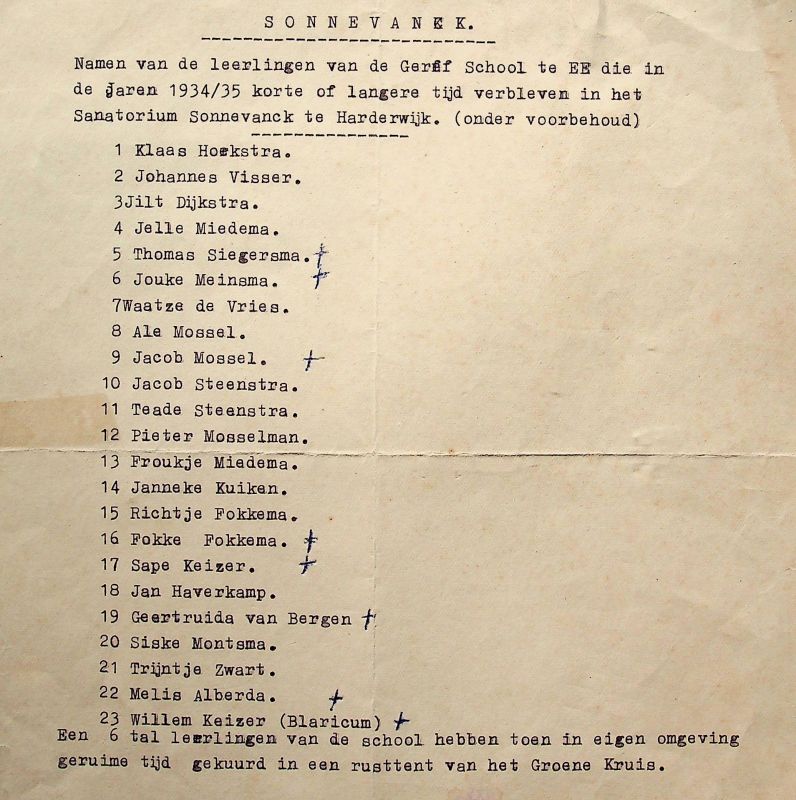 SONNEVANCK.
Namen van de leerlingen van de Geref School te EE die in
de jaren 1934/35 korte of langere tijd verbleven in het
Sanatorium Sonnevanck te Harderwijk. (onder voorbehoud)
1 Klaas Hoekstra.
2 Johannes Visser.
3Jilt Dijkstra.
4 Jelle Miedema.
5 Thomas Siegersma. +
6 Jouke Meinsma. +
7Waatze de Vries.
8 Ale Mossel.
9 Jacob Mossel. +
10 Jacob Steenstra.
11 Teade Steenstra.
12 Pieter Mosselman.
13 Froukje Miedema.
14 Janneke Kuiken.
15 Richtje Fokkema.
16 Fokke Fokkema. +
17 Sape Keizer. +
18 Jan Haverkamp.
19 Geertruida van Bergen +
20 Siske Montsma.
21 Trijntje Zwart.
22 Melis Alberda. +
23 Willem Keizer (Blaricum) +
Een 6 tal leerlingen van de school hebben toen in eigen omgeving
geruime tijd gekuurd in een rusttent van het Groene Kruis.